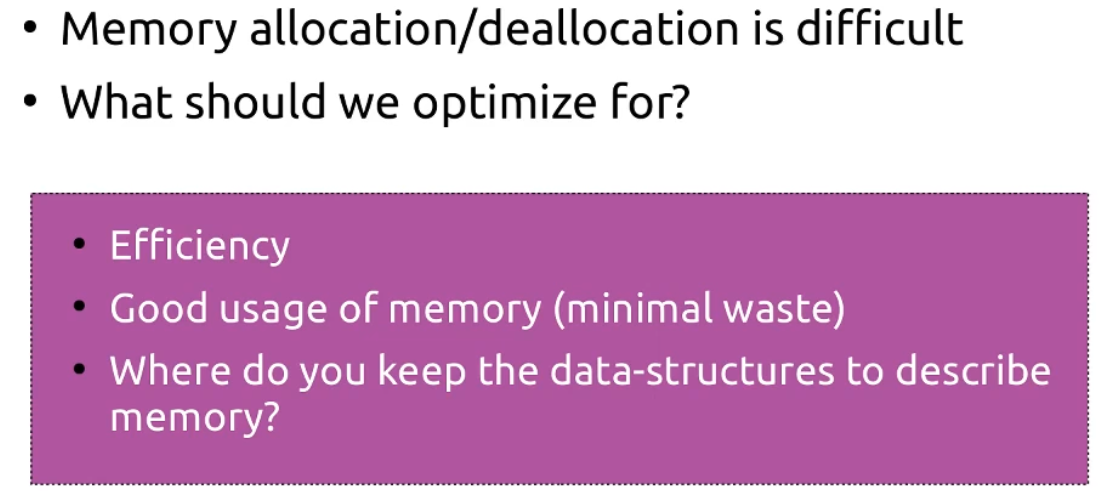 • Memory allocation/deallocation is difficult
• What should we optimize for?
• Efficiency
• Good usage of memory (minimal waste)
• Where do you keep the data-structures to describe
memory?